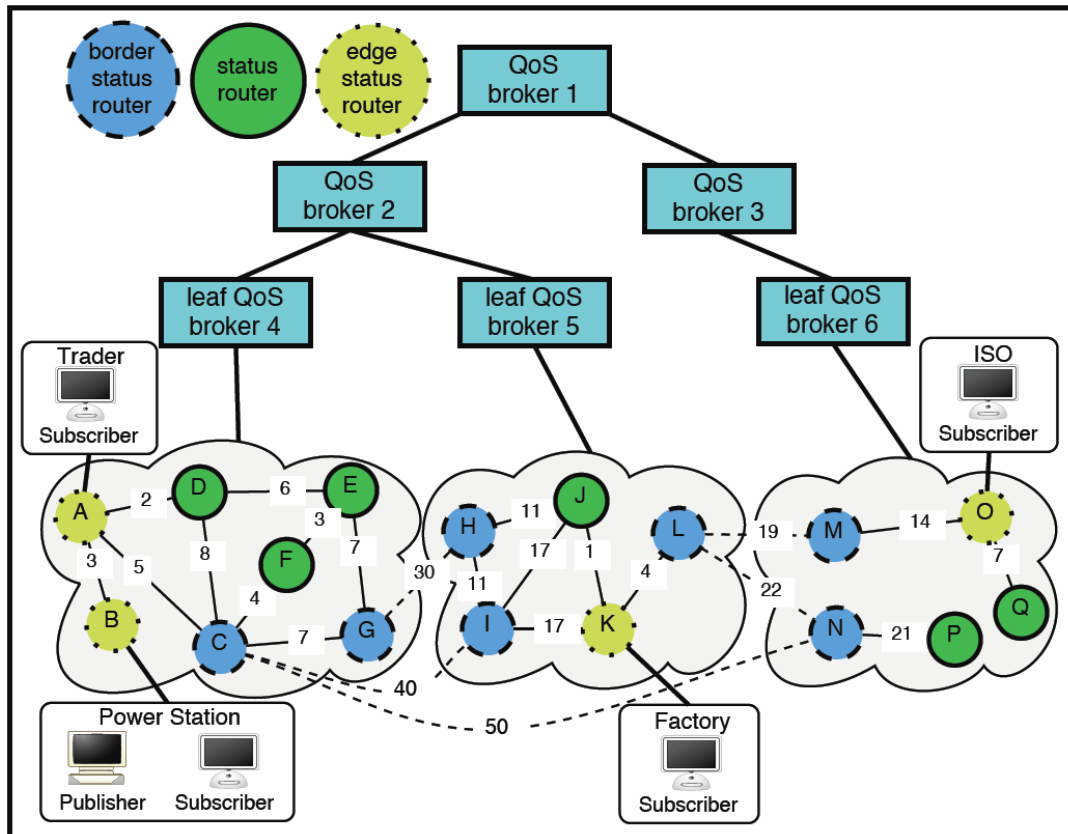 border
status
router
status
router
edge
status
router
QoS
broker 1
QoS
broker 2
QoS
broker 3
leaf QoS
broker 4
leaf QoS
broker 5
leaf QoS
broker 6
Trader
Subscriber
ISO
Subscriber
A
2
D
6
E
3
5
8
F
3
7
4
B
C
7
G
30
H
11
J
11
17
1
L
4
I
17
K
40
50
19
22
M
14
O
7
Q
N
21
P
Power Station
Publisher
Subscriber
Factory
Subscriber